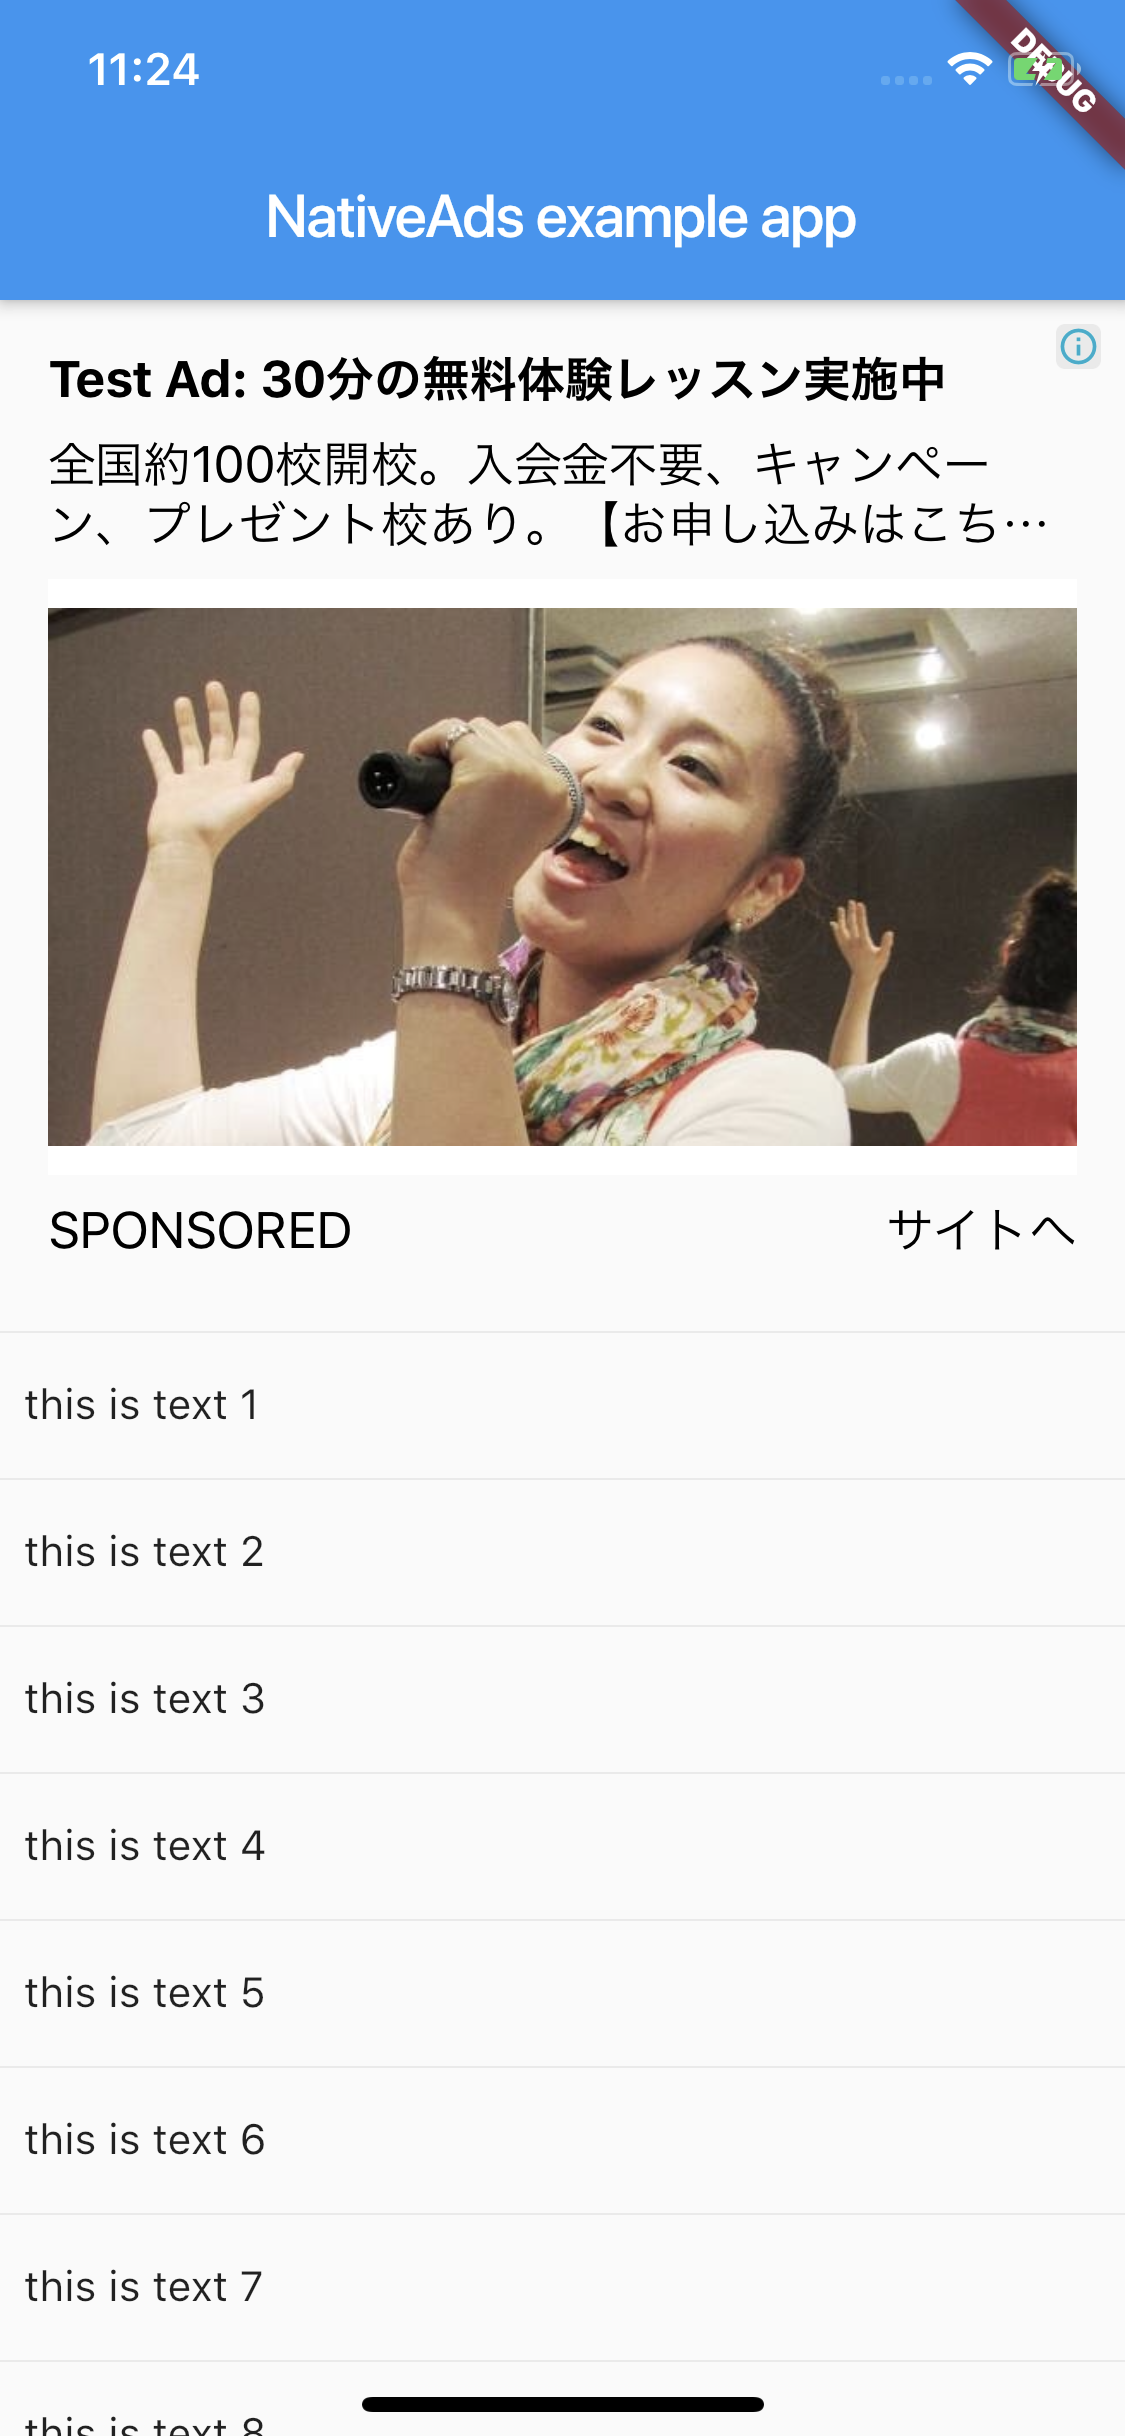 11:24
DEBUG
NativeAds example app
Test Ad: 30分の無料体験レッスン実施中
全国約100校開校。入会金不要、キャンペー
ン、プレゼント校あり。【お申し込みはこち…
SPONSORED サイトへ
this is text 1
this is text 2
this is text 3
this is text 4
this is text 5
this is text 6
this is text 7
this is text 8